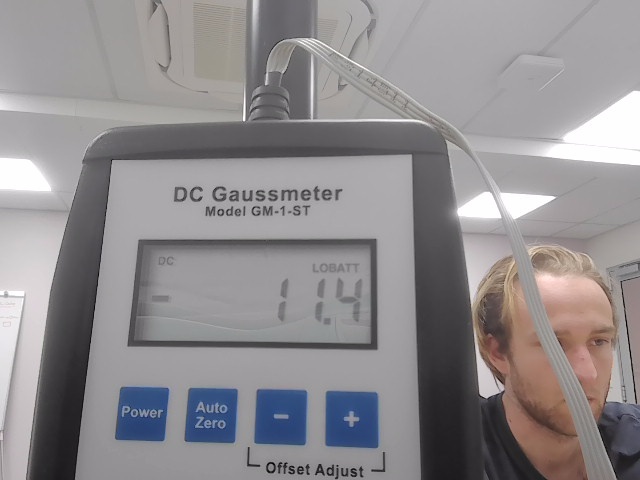 DC Gaussmeter
Model GM-1-ST
DC
LOBATT
- 11.4
Power
Auto
Zero
-
+
Offset Adjust